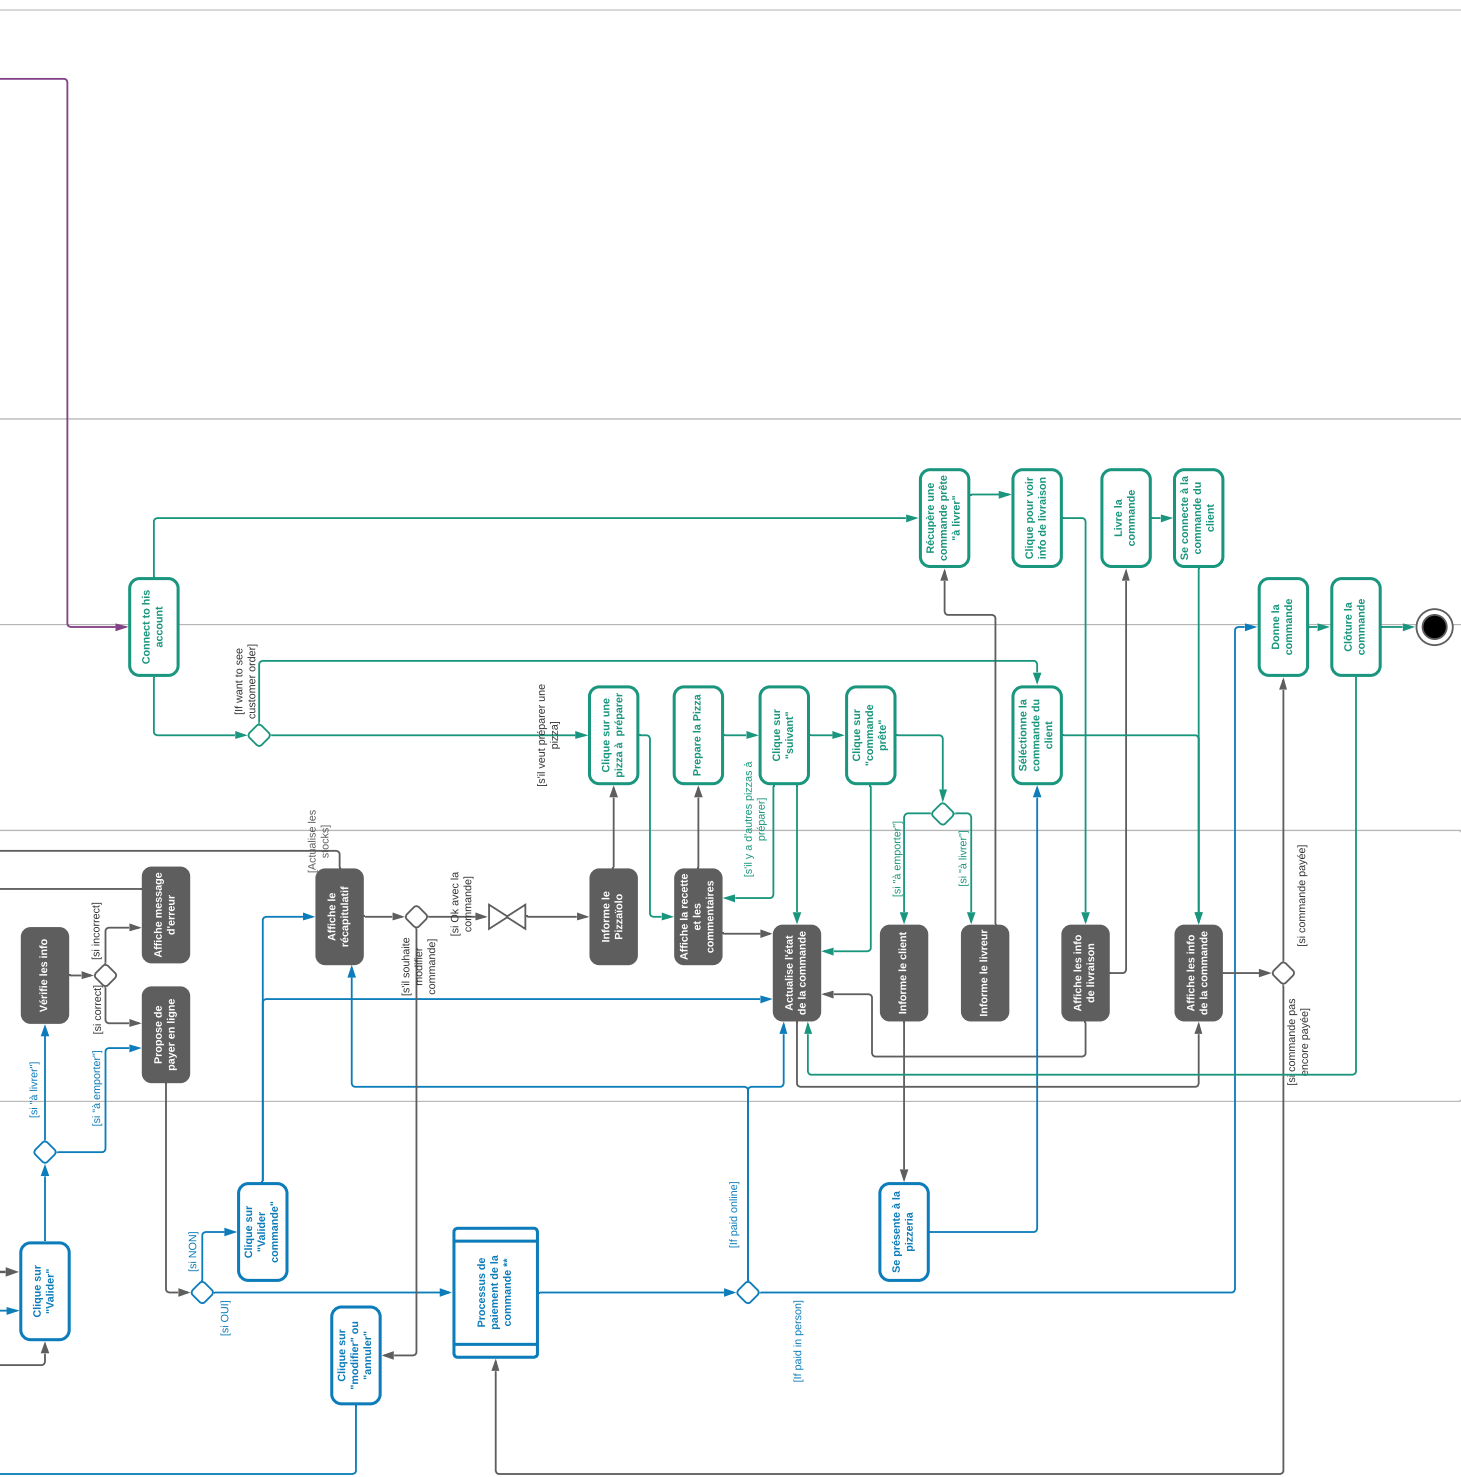 Récupère une
commande prête
"à livrer"
Clique pour voir
info de livraison
Livre la
commande
Se connecte à la
commande du
client
Connect to his
account
Donne la
commande
Clôture la
commande
[If want to see
customer order]
[s'il veut préparer une
pizza]
Clique sur une
pizza à  préparer
Prepare la Pizza
Clique sur
"suivant"
Clique sur
"commande
prête"
Séléctionne la
commande du
client
[s'il y a d'autres pizzas à
préparer]
[si "à emporter"]
[si "à livrer"]
[Actualise les
stocks]
Affiche message
d'erreur
Vérifie les info
[si incorrect]
[si correct]
Propose de
payer en ligne
Affiche le
récapitulatif
[si Ok avec la
commande]
[s'il souhaite
modifier
commande]
Informe le
Pizzaïolo
Affiche la recette
et les
commentaires
Actualise l'état
de la commande
Informe le client
Informe le livreur
Affiche les info
de livraison
Affiche les info
de la commande
[si commande payée]
[si commande pas
encore payée]
[si "à livrer"]
[si "à emporter"]
Clique sur
"Valider"
[si NON]
[si OUI]
Clique sur
"Valider
commande"
Clique sur
"modifier" ou
"annuler"
Processus de
paiement de la
commande **
[If paid online]
[If paid in person]
Se présente à la
pizzeria